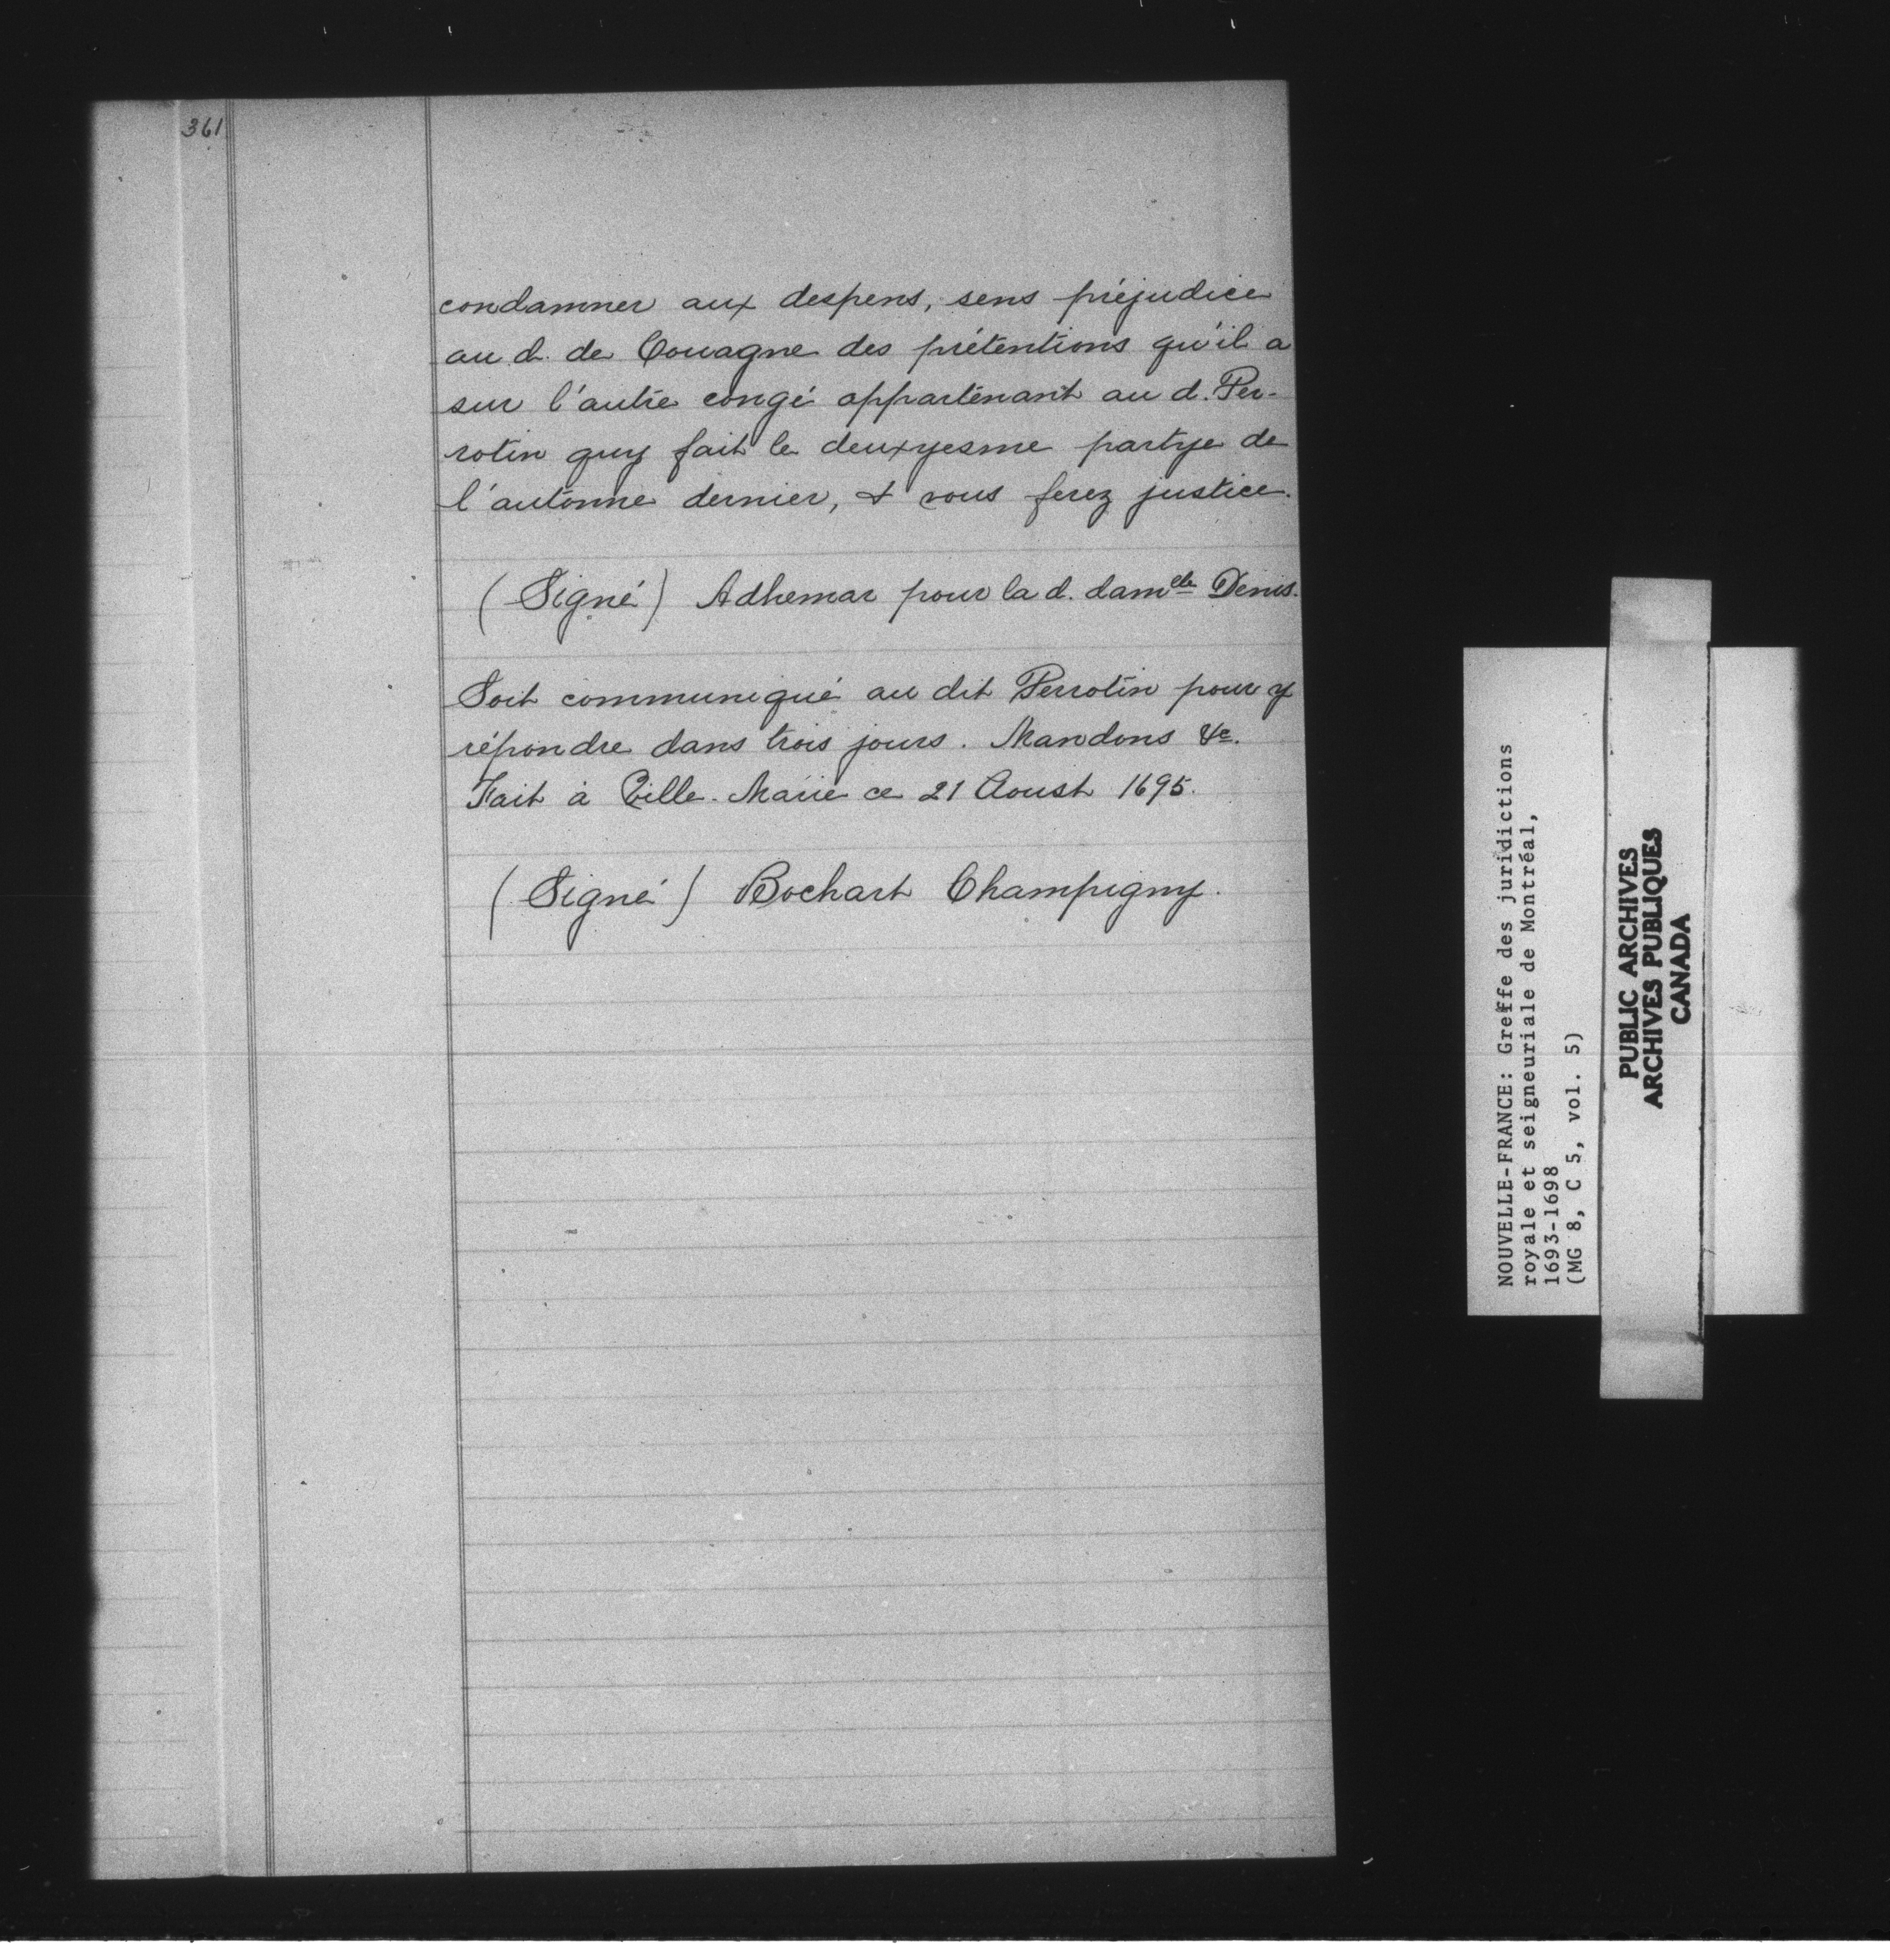 361
condamner aux despens, sens préjudice
au d. de Couagne des prétentions qu'il a
sur l'autre congé appartenant au d. Per-
rotin quy fait le deuxyesme partye de
l'autonne dernier, & vous ferez justice.
(Signé) Adhemar pour la d. damlle Denis.
Soit communiqué au dit Perrotin pour y
répondre dans trois jours. Mandons &c.
Fait à Ville-Marie ce 21 Aoust 1695.
(Signé) Bochart Champigny.
NOUVELLE-FRANCE: Greffe des juridictions
royale et seigneuriale de Montréal,
1693-1698
(MG 8, C 5, vol. 5)
PUBLIC ARCHIVES
ARCHIVES PUBLIQUES
CANADA